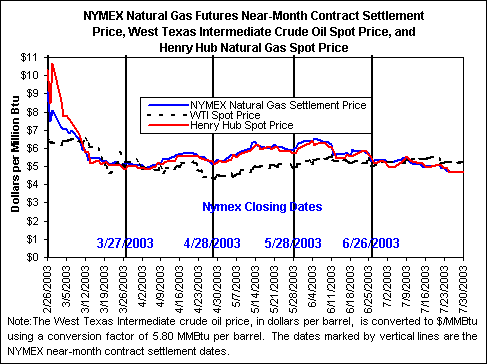 NYMEX Natural Gas Futures Near-Month Contract Settlement
Price, West Texas Intermediate Crude Oil Spot Price, and
Henry Hub Natural Gas Spot Price
$11
$10
$9
$8
$7
$6
$5
$4
$3
$2
$1
$0
Dollars per Million Btu
NYMEX Natural Gas Settlement Price
WTI Spot Price
Henry Hub Spot Price
Nymex Closing Dates
3/27/2003 4/28/2003 5/28/2003 6/26/2003
2/26/2003 3/5/2003 3/12/2003 3/19/2003 3/26/2003 4/2/2003 4/9/2003 4/16/2003 4/23/2003 4/30/2003 5/7/2003 5/14/2003 5/21/2003 5/28/2003 6/4/2003 6/11/2003 6/18/2003 6/25/2003 7/2/2003 7/9/2003 7/16/2003 7/23/2003 7/30/2003
Note:The West Texas Intermediate crude oil price, in dollars per barrel, is converted to $/MMBtu
using a conversion factor of 5.80 MMBtu per barrel. The dates marked by vertical lines are the
NYMEX near-month contract settlement dates.